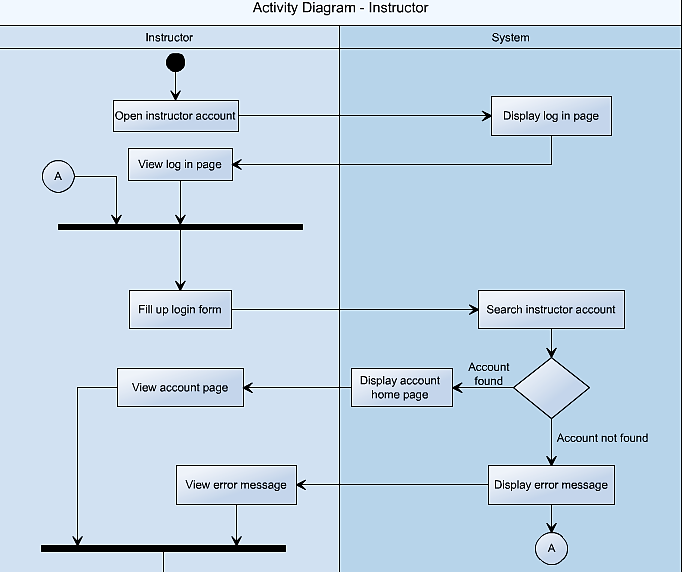 Activity Diagram - Instructor
Instructor
System
Open instructor account
Display log in page
View log in page
A
Fill up login form
Search instructor account
Account
found
Display account
home page
View account page
Account not found
View error message
Display error message
A